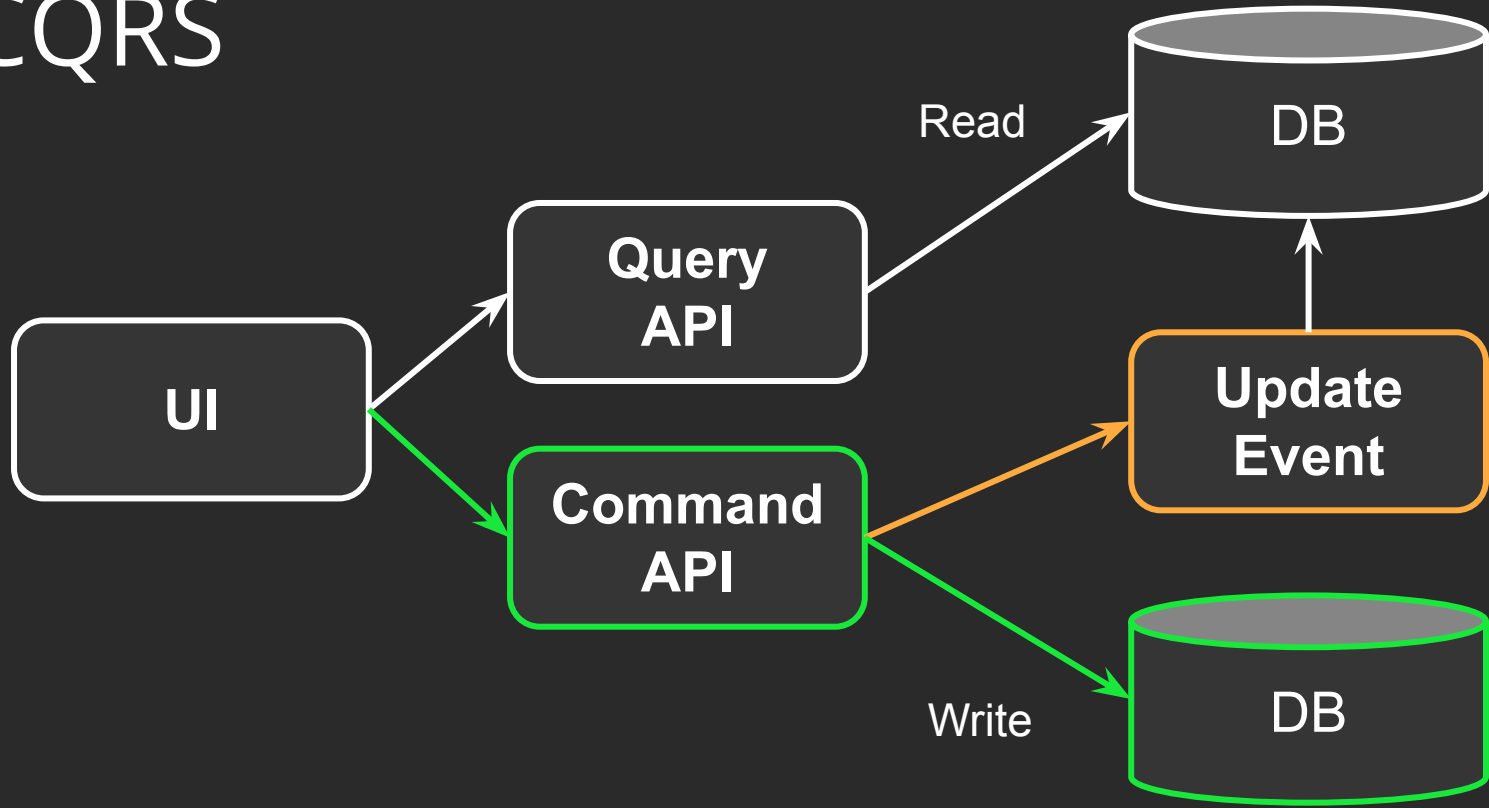 CQRS
Read
DB
Query
API
UI
Update
Event
Command
API
Write
DB